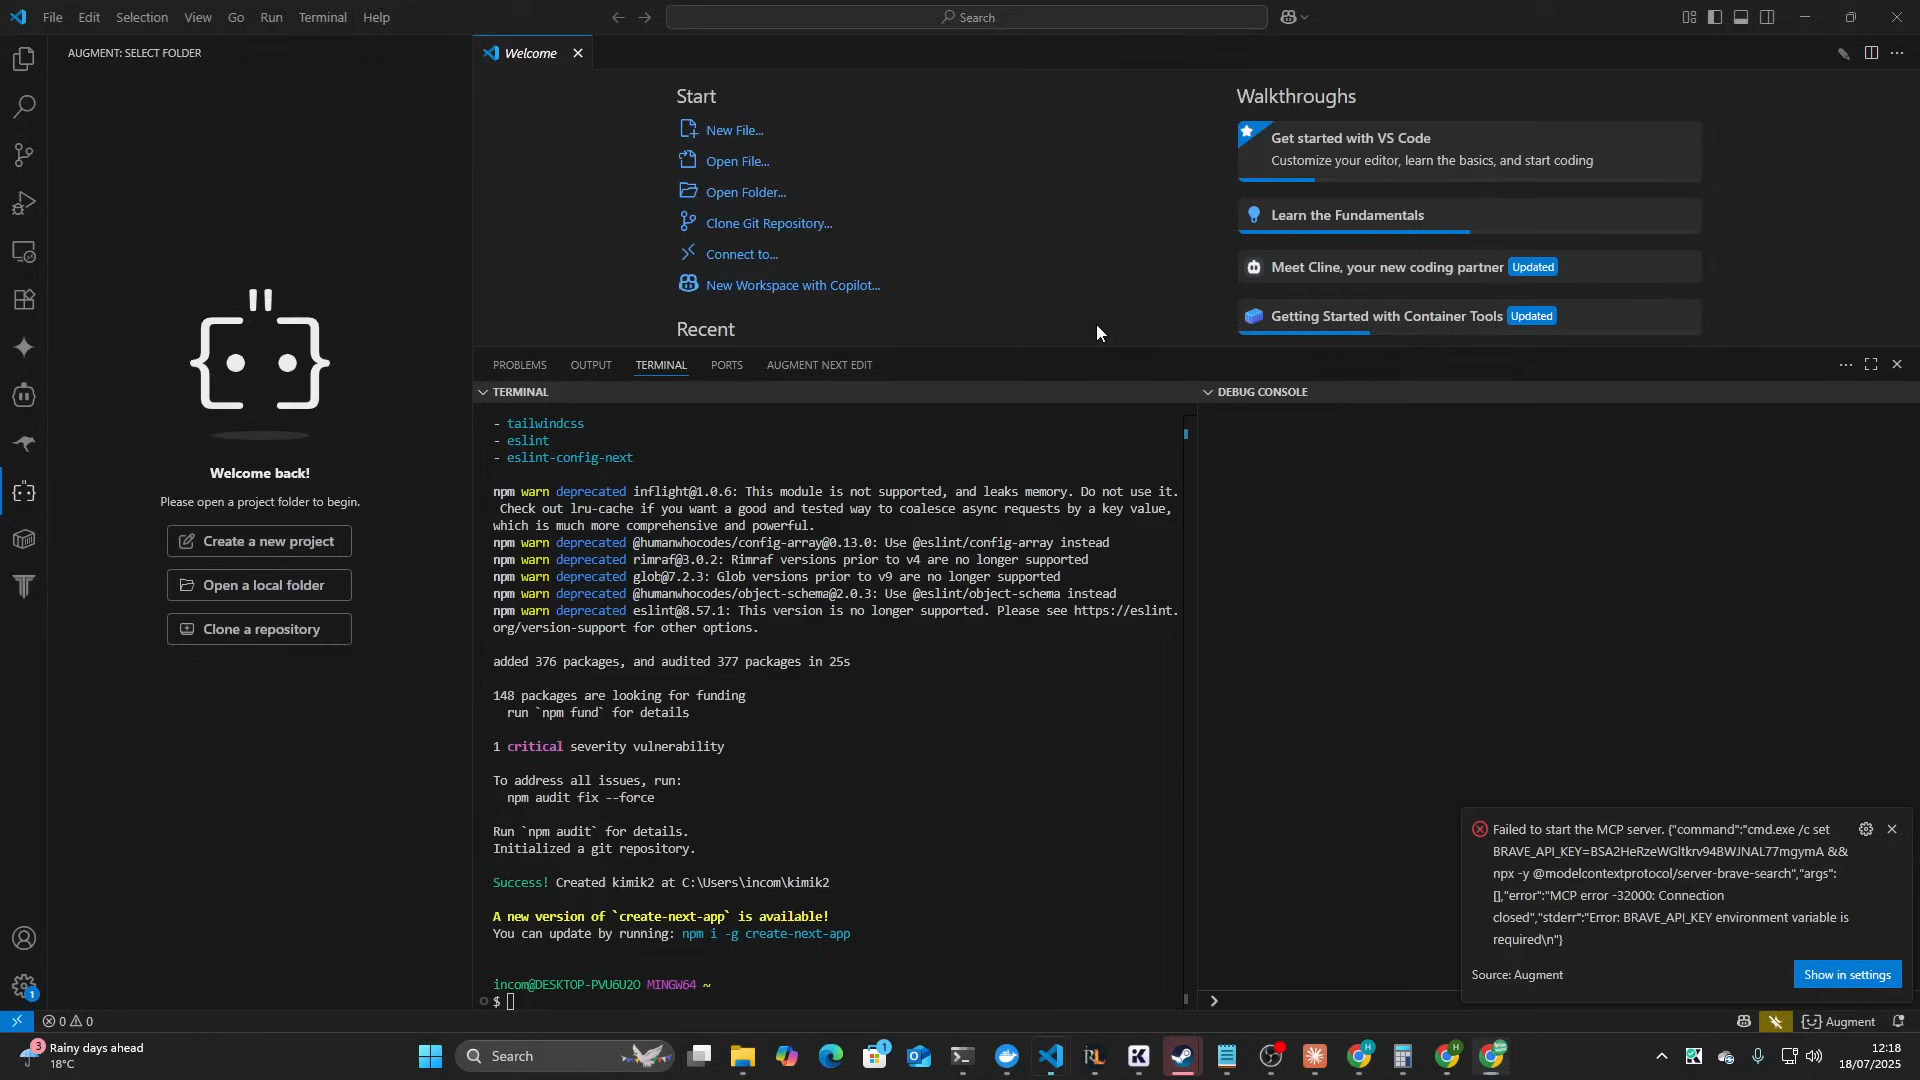 File Edit Selection View Go Run Terminal Help
Search
AUGMENT: SELECT FOLDER
Welcome
Start
New File...
Open File...
Open Folder...
Clone Git Repository...
Connect to...
New Workspace with Copilot...
Recent
Walkthroughs
Get started with VS Code
Customize your editor, learn the basics, and start coding
Learn the Fundamentals
Meet Cline, your new coding partner Updated
Getting Started with Container Tools Updated
Welcome back!
Please open a project folder to begin.
Create a new project
Open a local folder
Clone a repository
PROBLEMS OUTPUT TERMINAL PORTS AUGMENT NEXT EDIT
TERMINAL
DEBUG CONSOLE
- tailwindcss
- eslint
- eslint-config-next
npm warn deprecated inflight@1.0.6: This module is not supported, and leaks memory. Do not use it.
Check out lru-cache if you want a good and tested way to coalesce async requests by a key value,
which is much more comprehensive and powerful.
npm warn deprecated @humanwhocodes/config-array@0.13.0: Use @eslint/config-array instead
npm warn deprecated rimraf@3.0.2: Rimraf versions prior to v4 are no longer supported
npm warn deprecated glob@7.2.3: Glob versions prior to v9 are no longer supported
npm warn deprecated @humanwhocodes/object-schema@2.0.3: Use @eslint/object-schema instead
npm warn deprecated eslint@8.57.1: This version is no longer supported. Please see https://eslint.
org/version-support for other options.
added 376 packages, and audited 377 packages in 25s
148 packages are looking for funding
run `npm fund` for details
1 critical severity vulnerability
To address all issues, run:
npm audit fix --force
Run `npm audit` for details.
Initialized a git repository.
Success! Created kimik2 at C:\Users\incom\kimik2
A new version of `create-next-app` is available!
You can update by running: npm i -g create-next-app
incom@DESKTOP-PVU6U2O MINGW64 ~
$
Failed to start the MCP server. {"command":"cmd.exe /c set
BRAVE_API_KEY=BSA2HeRzeWGltkrv94BWJNAL77mgymA &&
npx -y @modelcontextprotocol/server-brave-search","args":
[],"error":"MCP error -32000: Connection
closed","stderr":"Error: BRAVE_API_KEY environment variable is
required\n"}
Source: Augment
Show in settings
1
0 0
Augment
3
Rainy days ahead
18°C
Search
1
12:18
18/07/2025